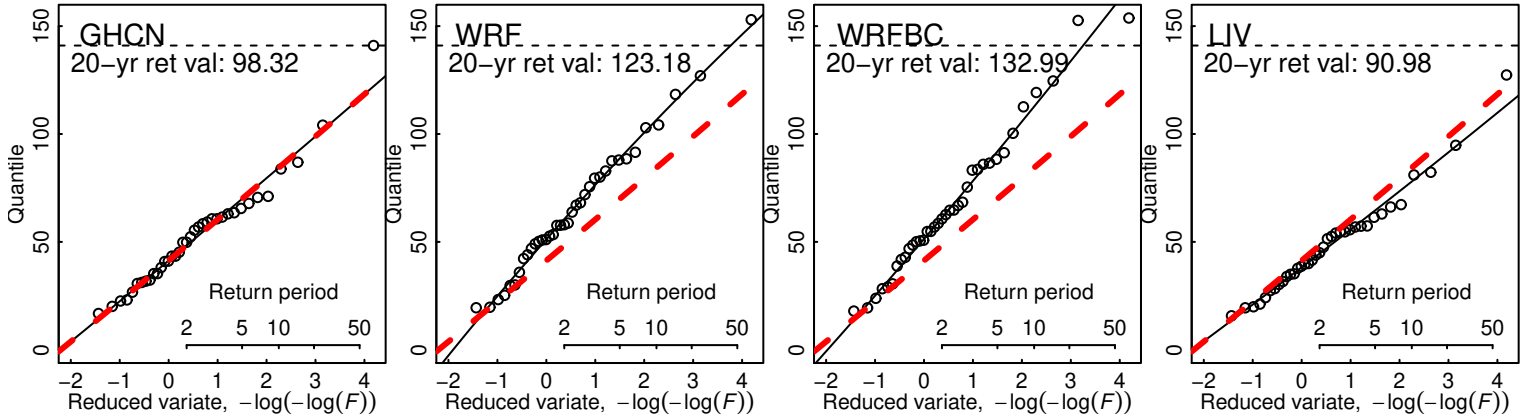 GHCN
20−yr ret val: 98.32
Quantile
150
100
50
0
Return period
2 5 10 50
−2 −1 0 1 2 3 4
Reduced variate, −log(−log(F))
WRF
20−yr ret val: 123.18
Quantile
150
100
50
0
Return period
2 5 10 50
−2 −1 0 1 2 3 4
Reduced variate, −log(−log(F))
WRFBC
20−yr ret val: 132.99
Quantile
150
100
50
0
Return period
2 5 10 50
−2 −1 0 1 2 3 4
Reduced variate, −log(−log(F))
LIV
20−yr ret val: 90.98
Quantile
150
100
50
0
Return period
2 5 10 50
−2 −1 0 1 2 3 4
Reduced variate, −log(−log(F))